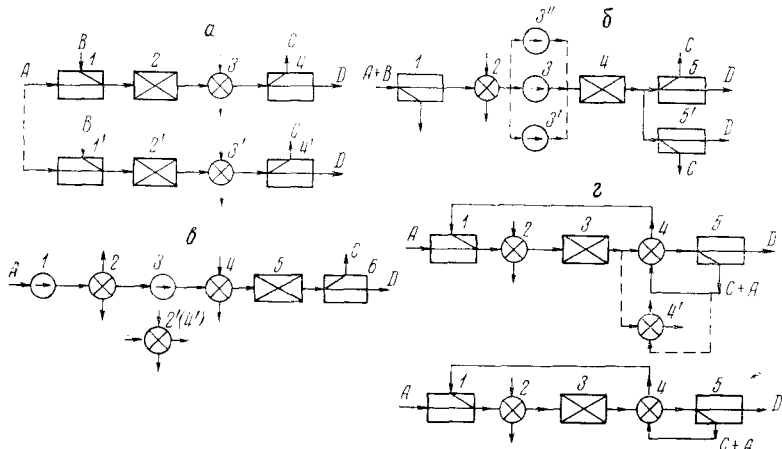 а
B 1 2 3 C 4
A D
B 1' 2' 3' C 4'
D
б
3''
A+B 1 2 3 4 C 5 D
3' 5' D
C
в
A 1 2 3 4 5 C 6 D
2'(4')
г
A 1 2 3 4 5 D
C+A
4'
A 1 2 3 4 5 D
C+A